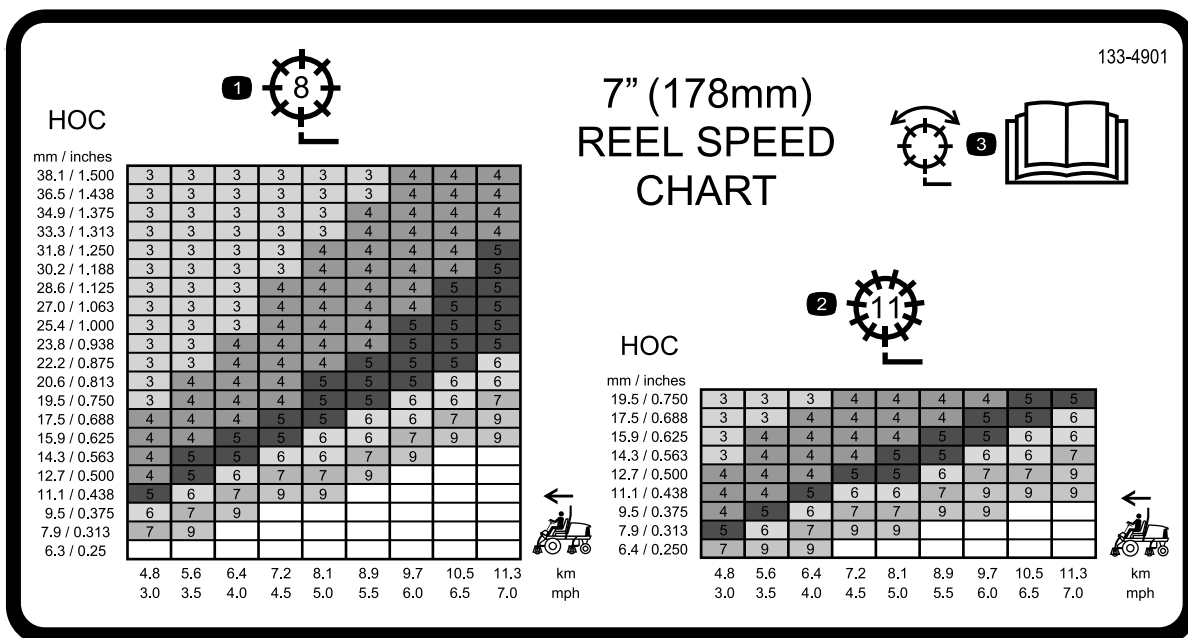 133-4901
7” (178mm)
REEL SPEED
CHART
1
8
3
HOC
mm / inches
38.1 / 1.500 3 3 3 3 3 3 4 4 4
36.5 / 1.438 3 3 3 3 3 3 4 4 4
34.9 / 1.375 3 3 3 3 3 4 4 4 4
33.3 / 1.313 3 3 3 3 3 4 4 4 4
31.8 / 1.250 3 3 3 3 4 4 4 4 5
30.2 / 1.188 3 3 3 3 4 4 4 4 5
28.6 / 1.125 3 3 3 4 4 4 4 5 5
27.0 / 1.063 3 3 3 4 4 4 4 5 5
25.4 / 1.000 3 3 3 4 4 4 5 5 5
23.8 / 0.938 3 3 4 4 4 4 5 5 5
22.2 / 0.875 3 3 4 4 4 5 5 5 6
20.6 / 0.813 3 4 4 4 5 5 5 6 6
19.5 / 0.750 3 4 4 4 5 5 6 6 7
17.5 / 0.688 4 4 4 5 5 6 6 7 9
15.9 / 0.625 4 4 5 5 6 6 7 9 9
14.3 / 0.563 4 5 5 6 6 7 9
12.7 / 0.500 4 5 6 7 7 9
11.1 / 0.438 5 6 7 9 9
9.5 / 0.375 6 7 9
7.9 / 0.313 7 9
6.3 / 0.25
4.8 5.6 6.4 7.2 8.1 8.9 9.7 10.5 11.3 km
3.0 3.5 4.0 4.5 5.0 5.5 6.0 6.5 7.0 mph
2
11
HOC
mm / inches
19.5 / 0.750 3 3 3 4 4 4 4 5 5
17.5 / 0.688 3 3 4 4 4 4 5 5 6
15.9 / 0.625 3 4 4 4 4 5 5 6 6
14.3 / 0.563 3 4 4 4 5 5 6 6 7
12.7 / 0.500 4 4 4 5 5 6 7 7 9
11.1 / 0.438 4 4 5 6 6 7 9 9 9
9.5 / 0.375 4 5 6 7 7 9 9
7.9 / 0.313 5 6 7 9 9
6.4 / 0.250 7 9 9
4.8 5.6 6.4 7.2 8.1 8.9 9.7 10.5 11.3 km
3.0 3.5 4.0 4.5 5.0 5.5 6.0 6.5 7.0 mph